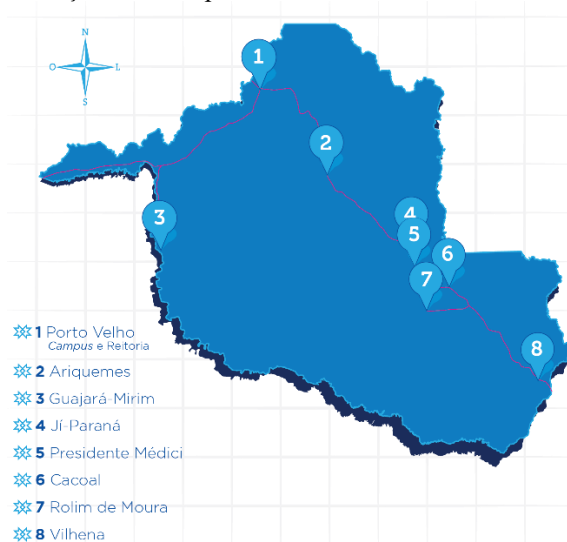 N
O L
S
1
2
3
4
5
6
7
8
1 Porto Velho
Campus e Reitoria
2 Ariquemes
3 Guajará-Mirim
4 Jí-Paraná
5 Presidente Médici
6 Cacoal
7 Rolim de Moura
8 Vilhena